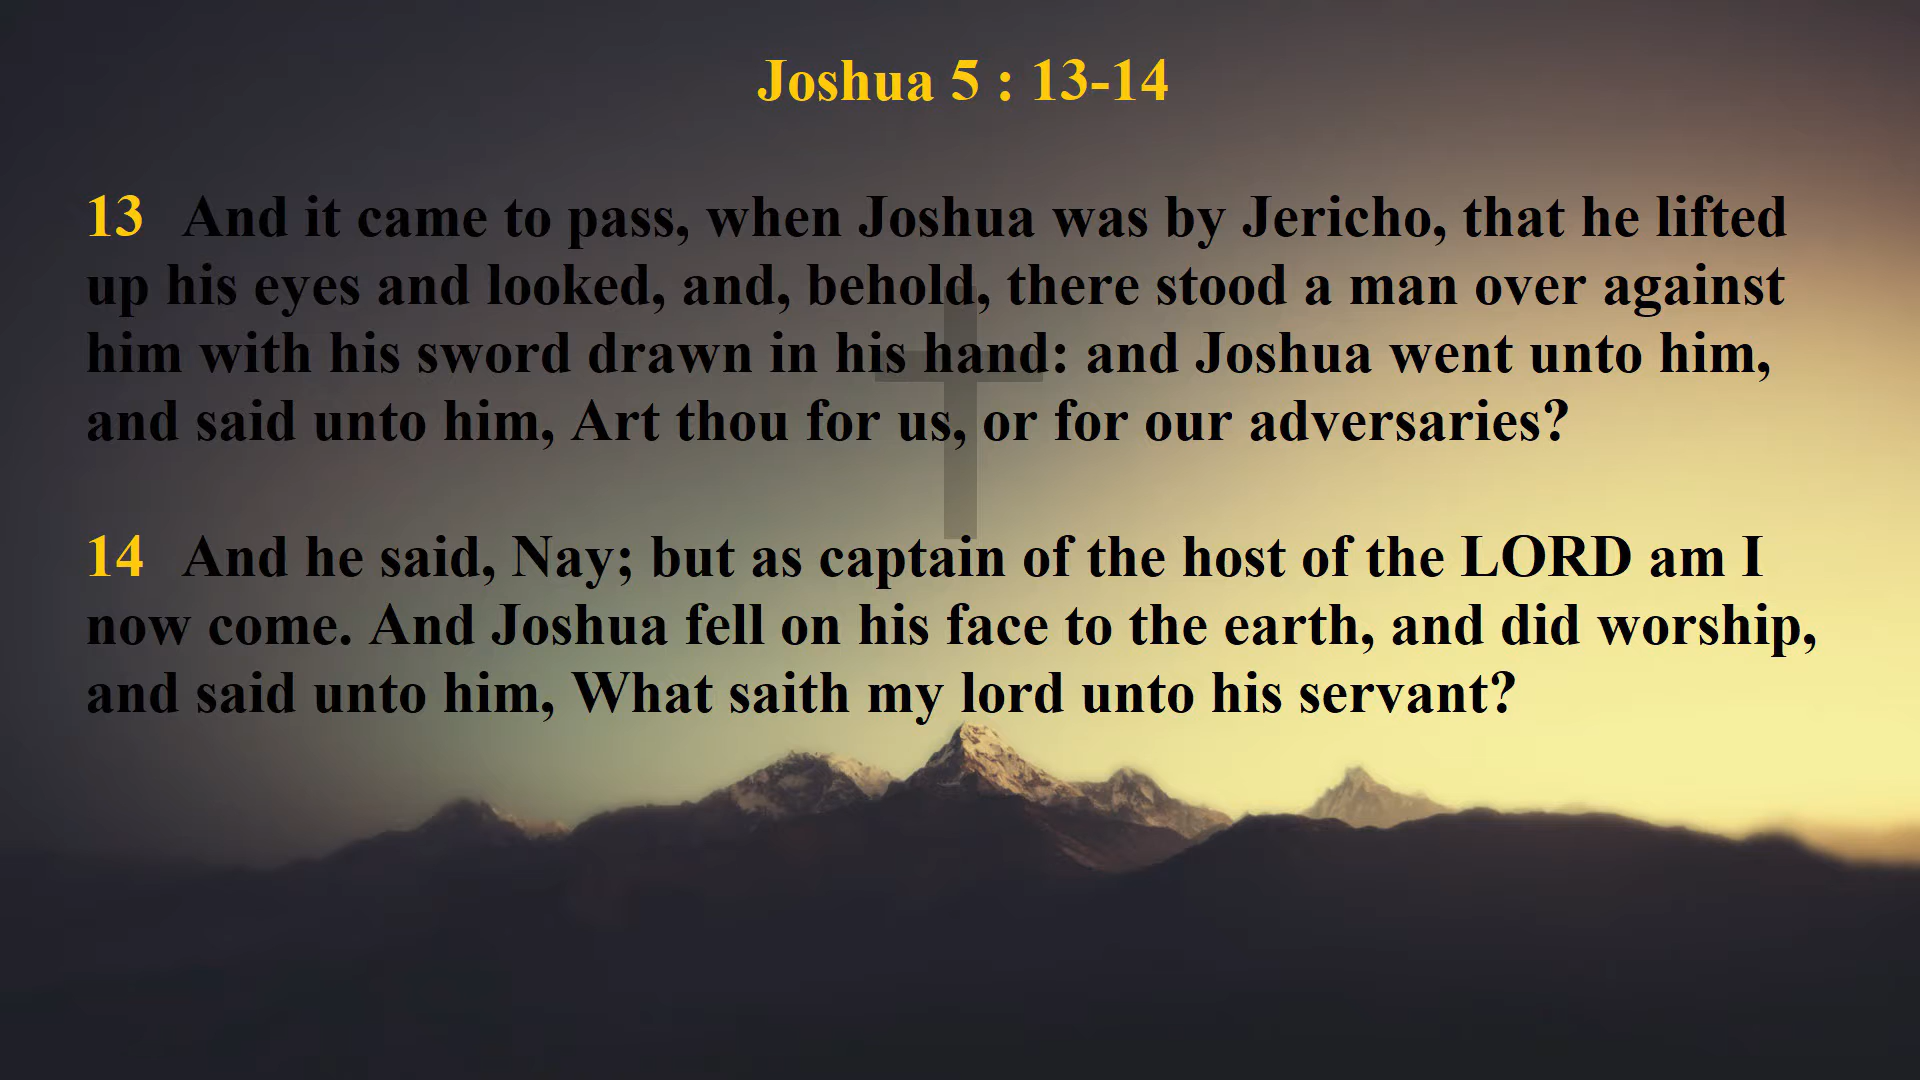 Joshua 5 : 13-14
13 And it came to pass, when Joshua was by Jericho, that he lifted
up his eyes and looked, and, behold, there stood a man over against
him with his sword drawn in his hand: and Joshua went unto him,
and said unto him, Art thou for us, or for our adversaries?
14 And he said, Nay; but as captain of the host of the LORD am I
now come. And Joshua fell on his face to the earth, and did worship,
and said unto him, What saith my lord unto his servant?